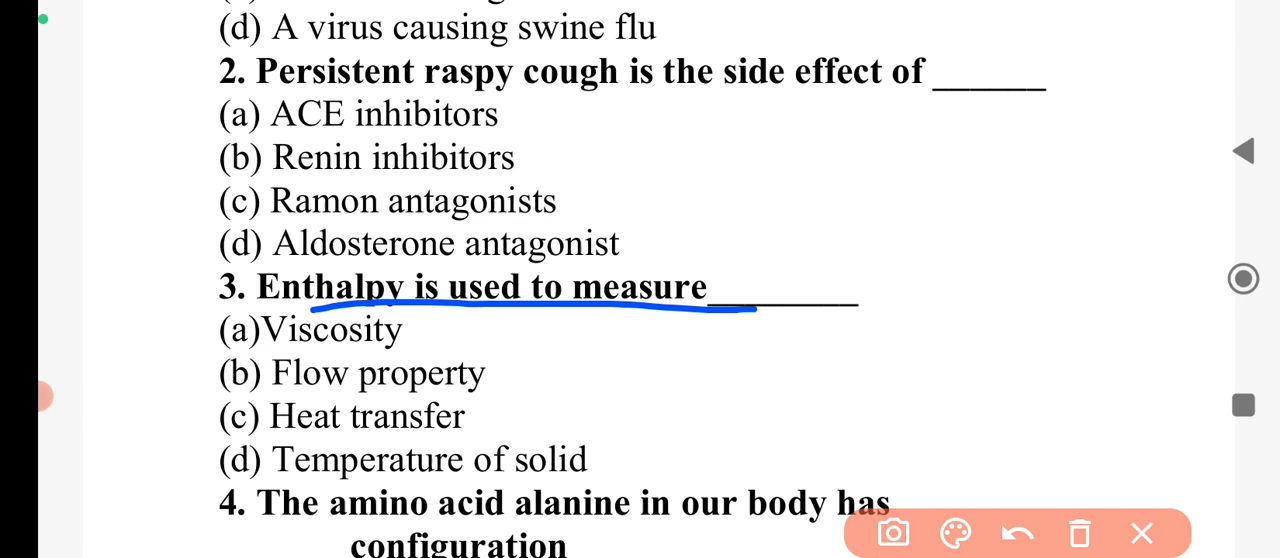 (d) A virus causing swine flu
2. Persistent raspy cough is the side effect of ______
(a) ACE inhibitors
(b) Renin inhibitors
(c) Ramon antagonists
(d) Aldosterone antagonist
3. Enthalpy is used to measure________
(a)Viscosity
(b) Flow property
(c) Heat transfer
(d) Temperature of solid
4. The amino acid alanine in our body has
configuration